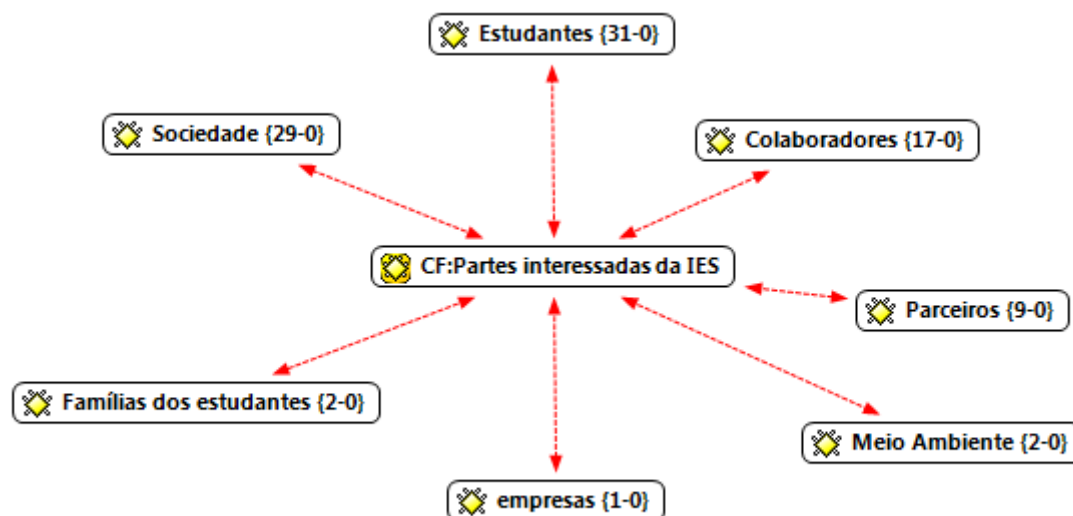 Estudantes {31-0}
Sociedade {29-0}
Colaboradores {17-0}
CF:Partes interessadas da IES
Parceiros {9-0}
Famílias dos estudantes {2-0}
Meio Ambiente {2-0}
empresas {1-0}